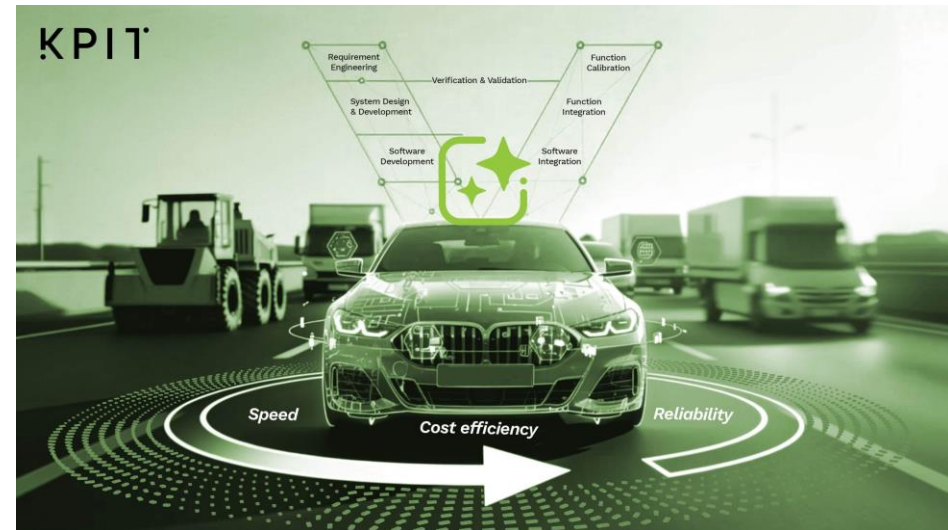 KPIT
Requirement
Engineering
Function
Calibration
Verification & Validation
System Design
& Development
Function
Integration
Software
Development
Software
Integration
Speed
Cost efficiency
Reliability